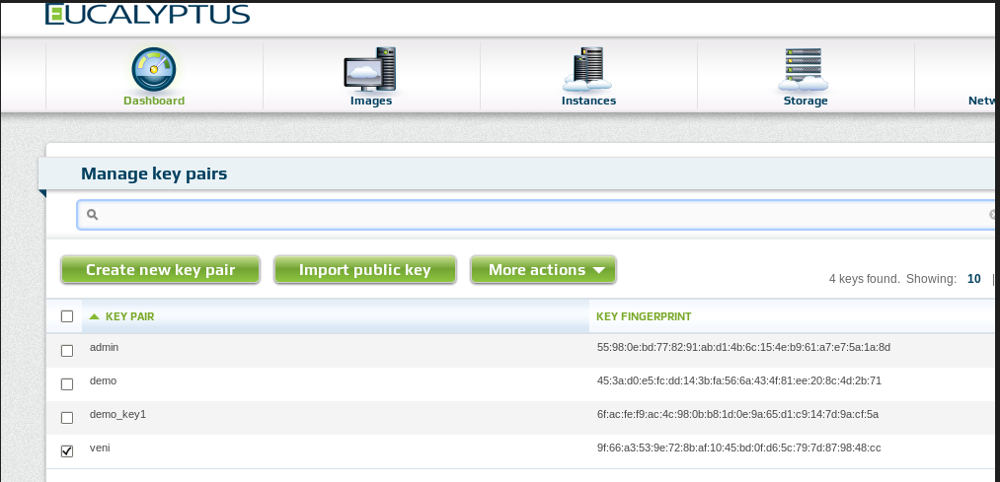 EUCALYPTUS
Dashboard
Images
Instances
Storage
Manage key pairs
Create new key pair
Import public key
More actions
4 keys found. Showing: 10 |
KEY PAIR
KEY FINGERPRINT
admin
55:98:0e:bd:77:82:91:ab:d1:4b:6c:15:4e:b9:61:a7:e7:5a:1a:8d
demo
45:3a:d0:e5:fc:dd:14:3b:fa:56:6a:43:4f:81:ee:20:8c:4d:2b:71
demo_key1
6f:ac:fe:f9:ac:4c:98:0b:b8:1d:0e:9a:65:d1:c9:14:7d:9a:cf:5a
veni
9f:66:a3:53:9e:72:8b:af:10:45:bd:0f:d6:5c:79:7d:87:98:48:cc